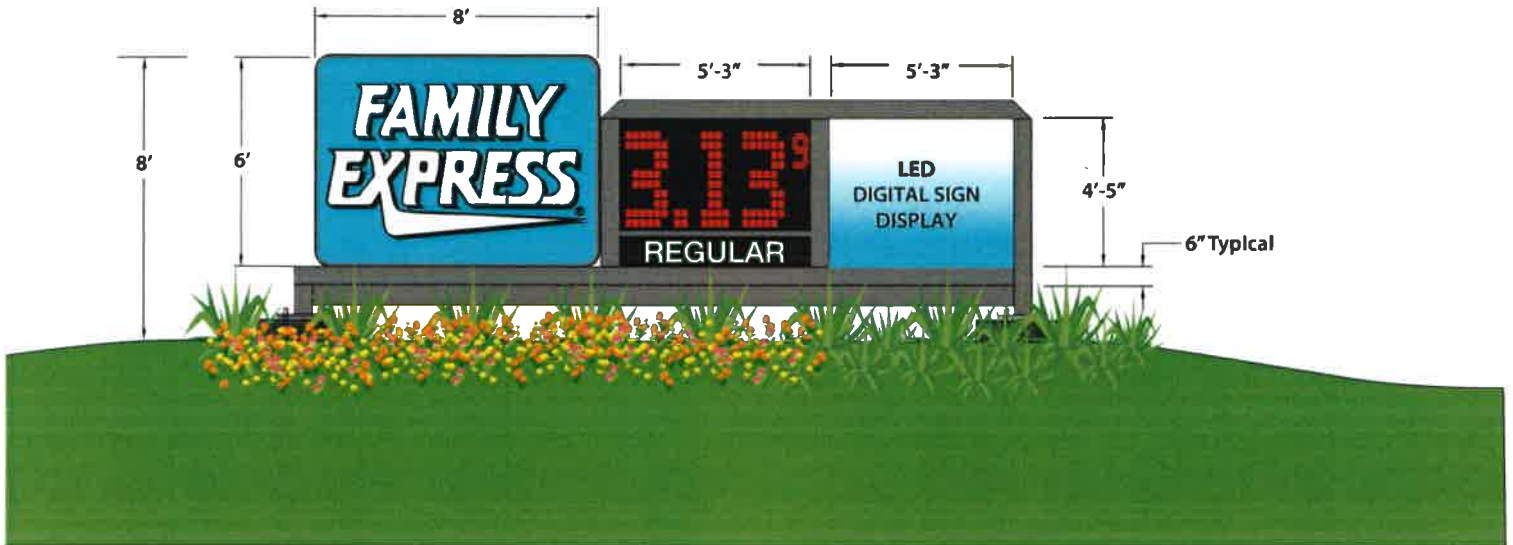 8'
8'
6'
FAMILY
EXPRESS®
5'-3"
5'-3"
3.13 9
REGULAR
LED
DIGITAL SIGN
DISPLAY
4'-5"
6" Typical